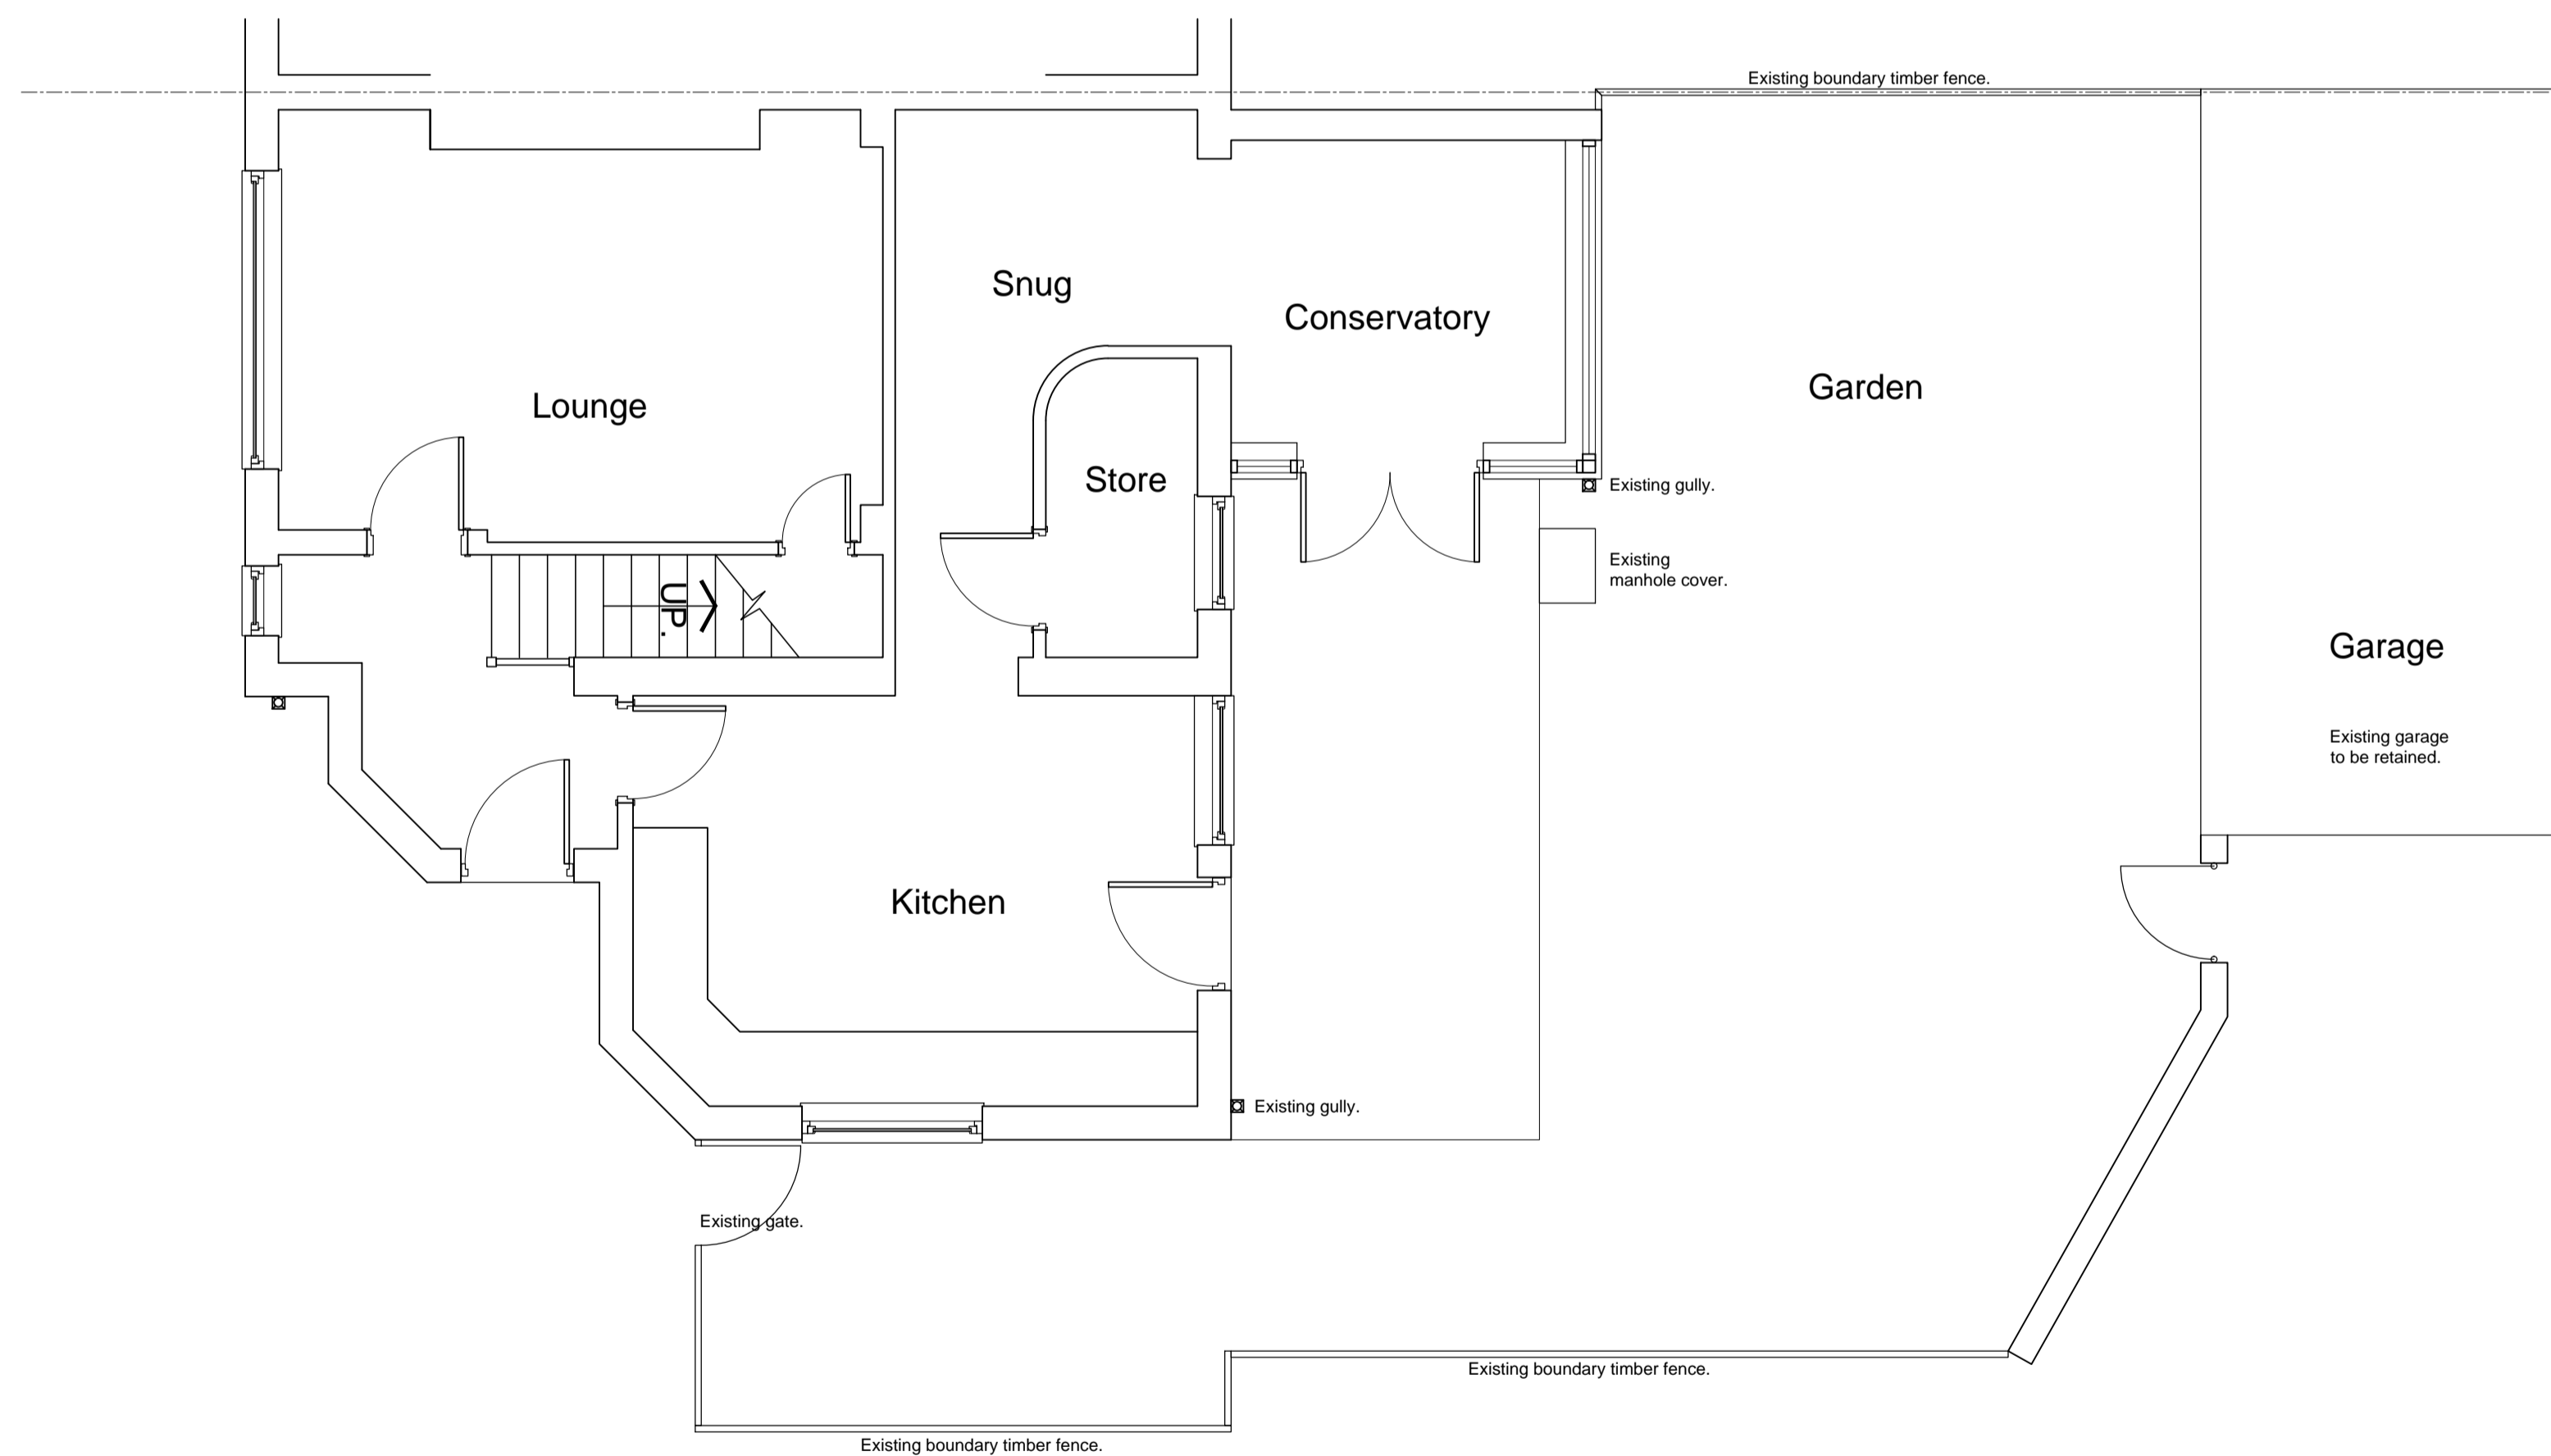 Existing boundary timber fence.
Snug
Conservatory
Garden
Lounge
Store
Existing gully.
Existing
manhole cover.
UP.
Garage
Existing garage
to be retained.
Kitchen
Existing gully.
Existing gate.
Existing boundary timber fence.
Existing boundary timber fence.